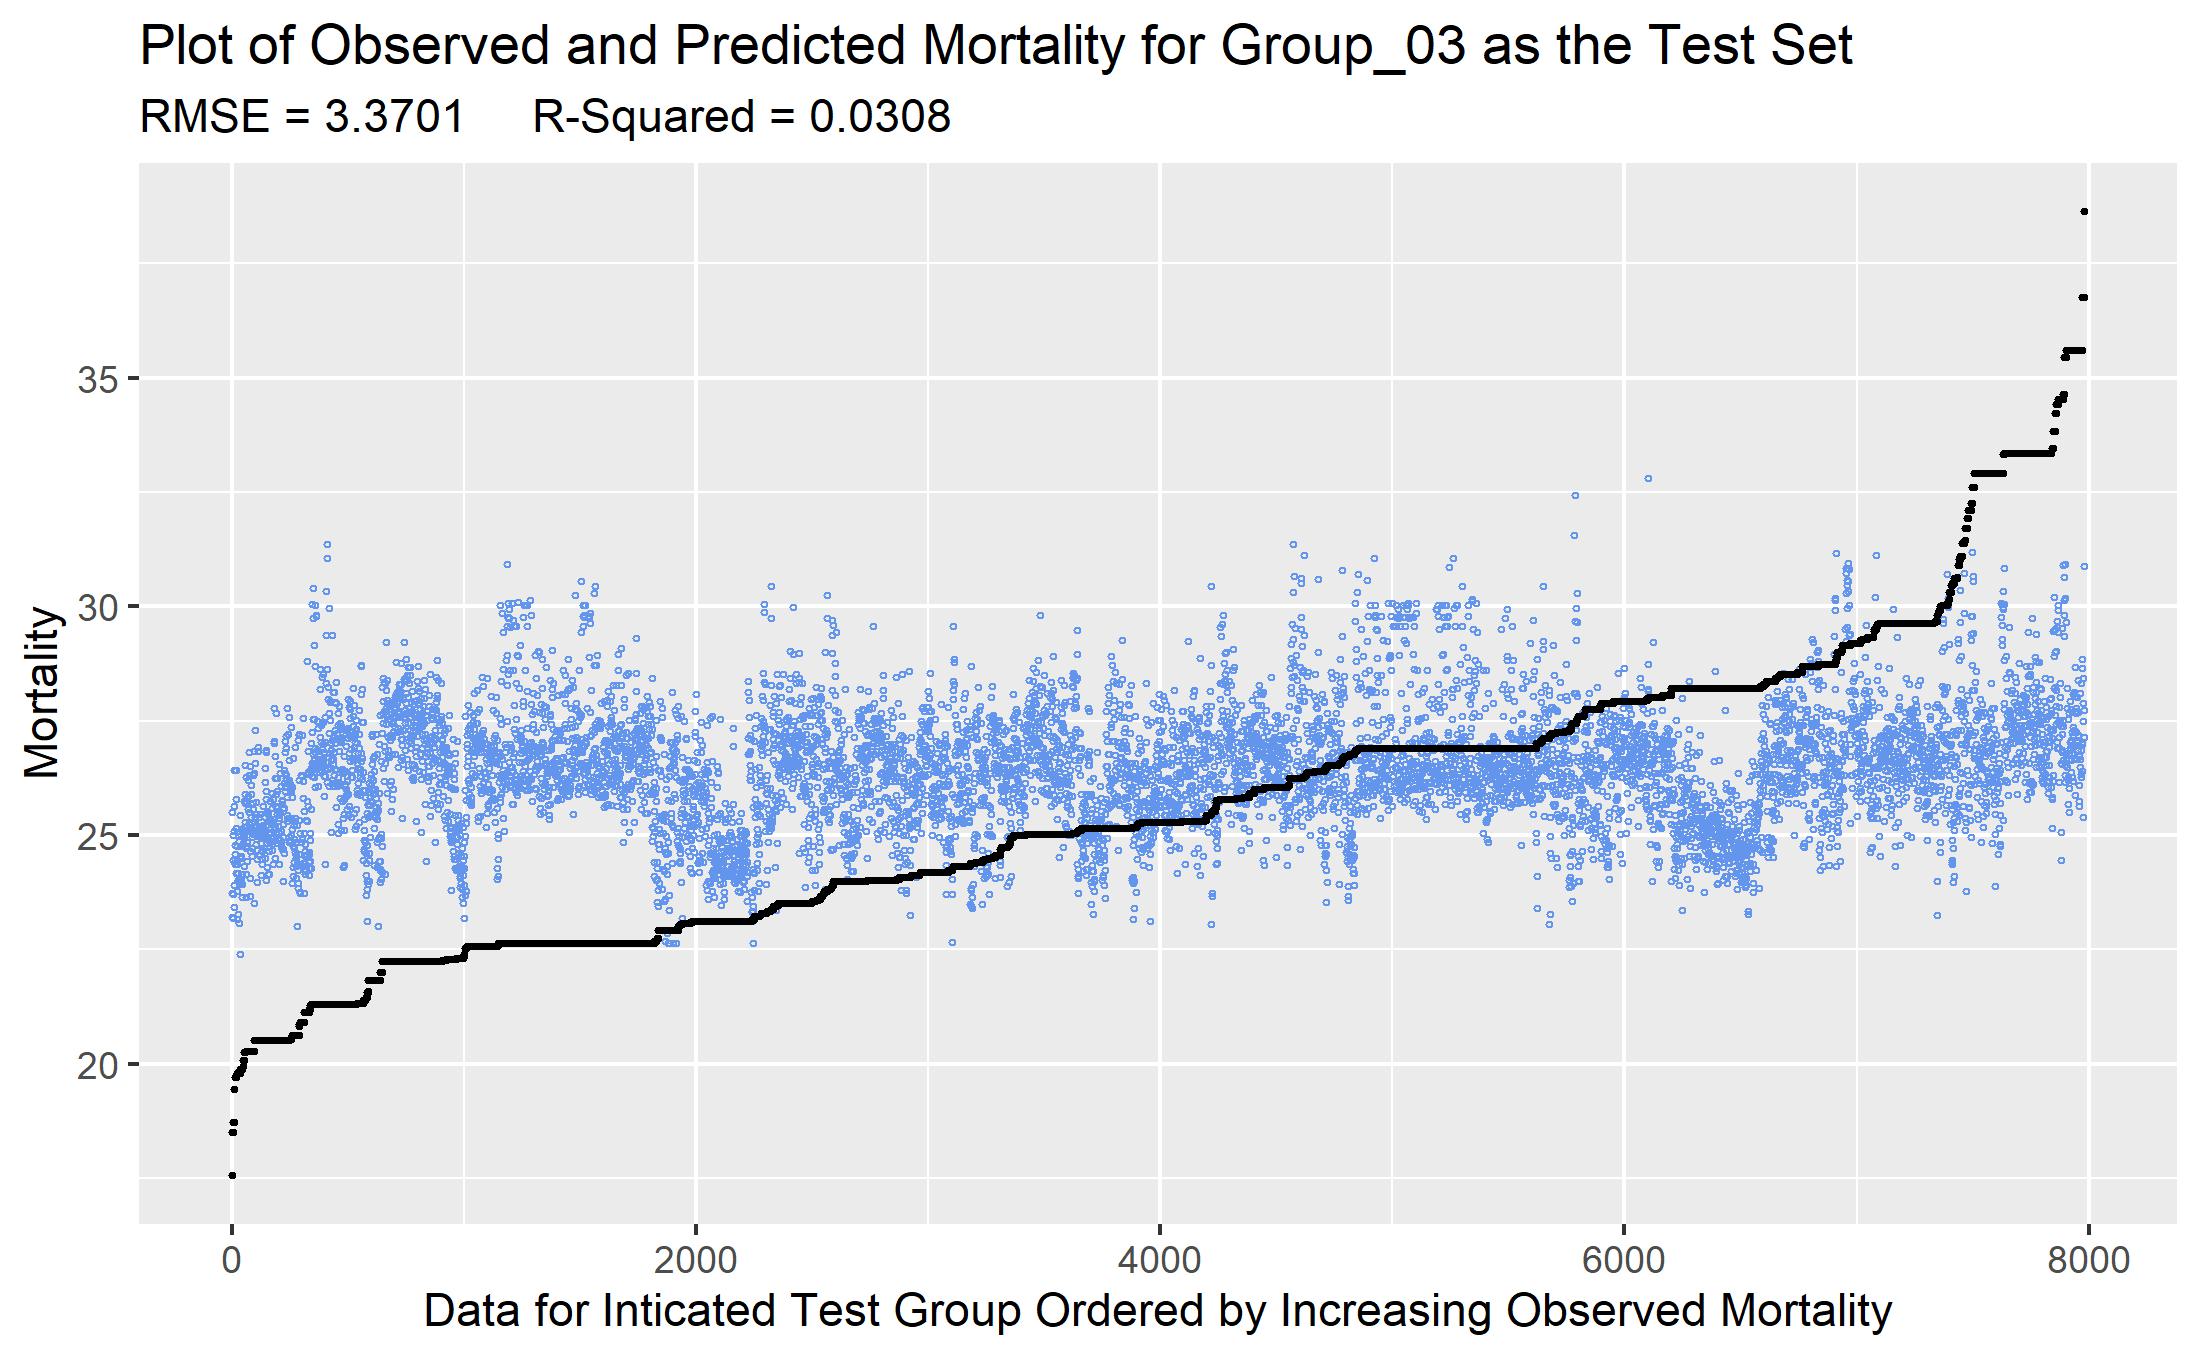 Plot of Observed and Predicted Mortality for Group_03 as the Test Set
RMSE = 3.3701 R-Squared = 0.0308
Mortality
35
30
25
20
0 2000 4000 6000 8000
Data for Inticated Test Group Ordered by Increasing Observed Mortality